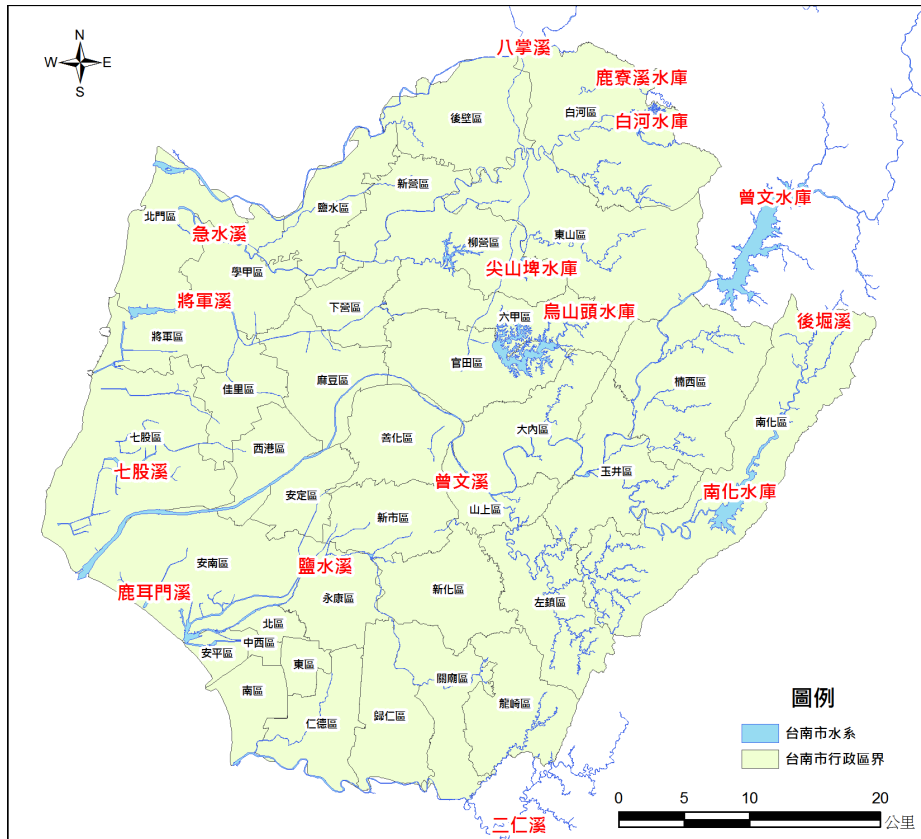 八掌溪
N
W
E
S
鹿寮溪水庫
白河區
後壁區
白河水庫
新營區
曾文水庫
鹽水區
北門區
急水溪
柳營區
東山區
學甲區
尖山埤水庫
將軍溪
下營區
六甲區
烏山頭水庫
後堀溪
將軍區
官田區
麻豆區
楠西區
佳里區
南化區
大內區
七股區
善化區
西港區
七股溪
玉井區
曾文溪
南化水庫
安定區
山上區
新市區
安南區
鹽水溪
鹿耳門溪
新化區
永康區
左鎮區
北區
中西區
安平區
東區
關廟區
南區
龍崎區
歸仁區
仁德區
圖例
台南市水系
台南市行政區界
0
5
10
20
公里
二仁溪